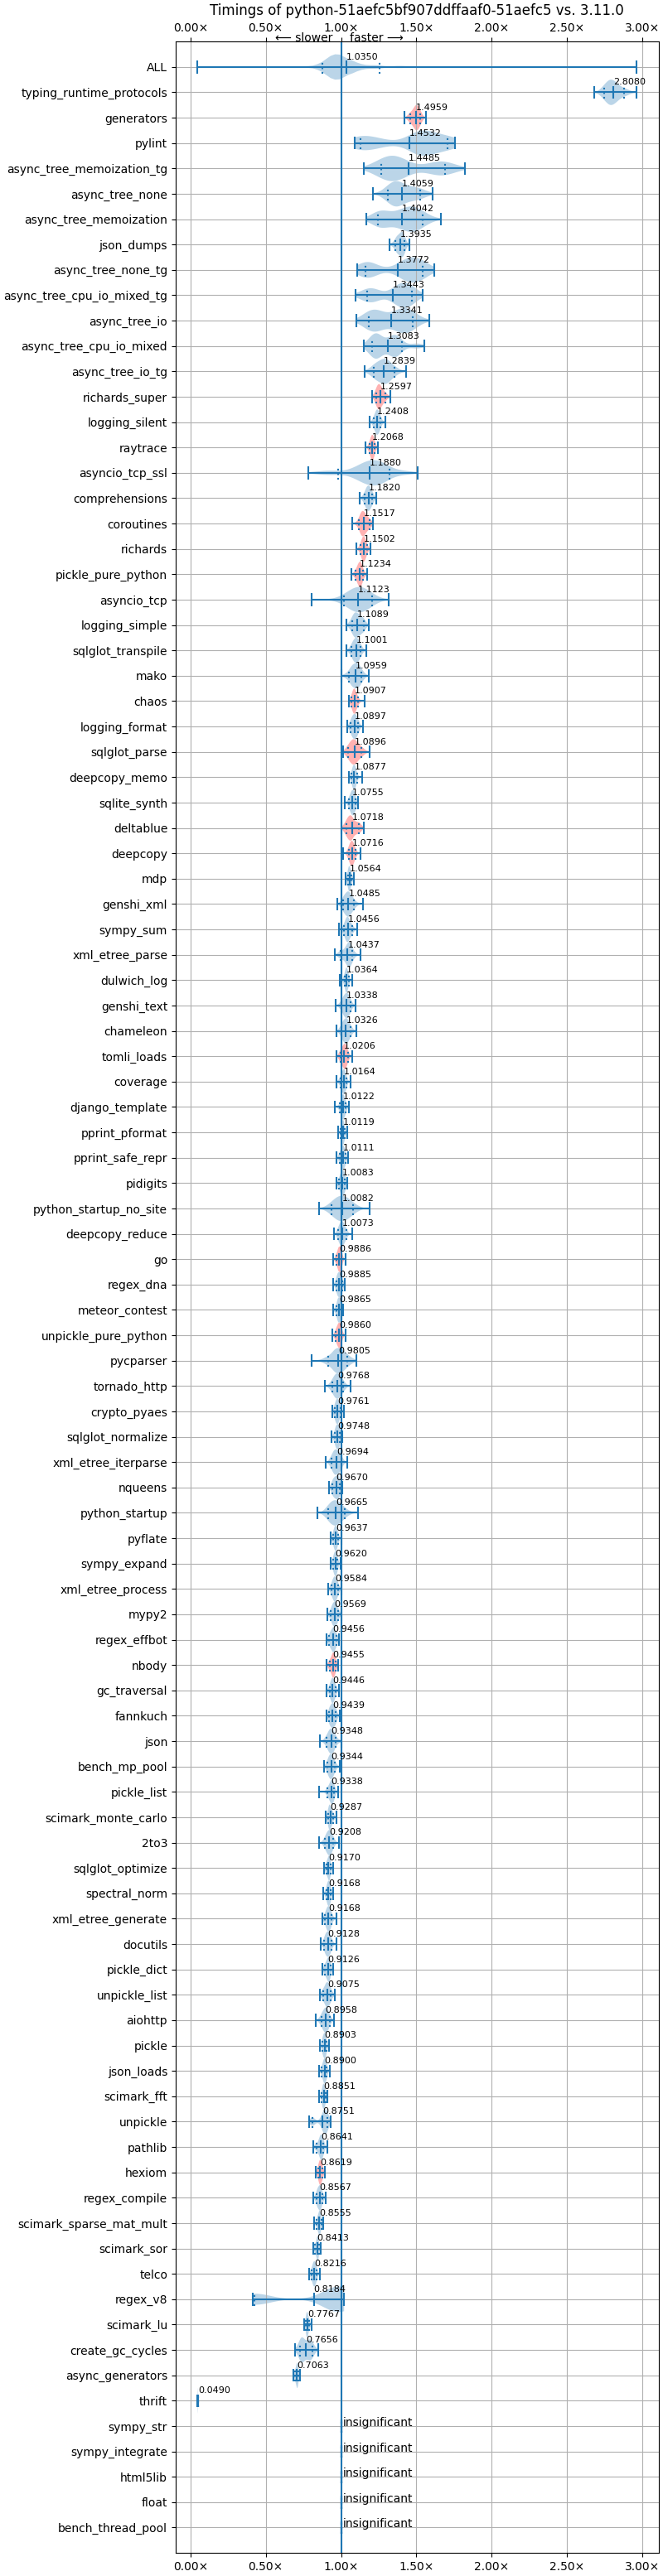 Timings of python-51aefc5bf907ddffaaf0-51aefc5 vs. 3.11.0
0.00× 0.50× 1.00× 1.50× 2.00× 2.50× 3.00×
⟵ slower faster ⟶
ALL 1.0350
typing_runtime_protocols 2.8080
generators 1.4959
pylint 1.4532
async_tree_memoization_tg 1.4485
async_tree_none 1.4059
async_tree_memoization 1.4042
json_dumps 1.3935
async_tree_none_tg 1.3772
async_tree_cpu_io_mixed_tg 1.3443
async_tree_io 1.3341
async_tree_cpu_io_mixed 1.3083
async_tree_io_tg 1.2839
richards_super 1.2597
logging_silent 1.2408
raytrace 1.2068
asyncio_tcp_ssl 1.1880
comprehensions 1.1820
coroutines 1.1517
richards 1.1502
pickle_pure_python 1.1234
asyncio_tcp 1.1123
logging_simple 1.1089
sqlglot_transpile 1.1001
mako 1.0959
chaos 1.0907
logging_format 1.0897
sqlglot_parse 1.0896
deepcopy_memo 1.0877
sqlite_synth 1.0755
deltablue 1.0718
deepcopy 1.0716
mdp 1.0564
genshi_xml 1.0485
sympy_sum 1.0456
xml_etree_parse 1.0437
dulwich_log 1.0364
genshi_text 1.0338
chameleon 1.0326
tomli_loads 1.0206
coverage 1.0164
django_template 1.0122
pprint_pformat 1.0119
pprint_safe_repr 1.0111
pidigits 1.0083
python_startup_no_site 1.0082
deepcopy_reduce 1.0073
go 0.9886
regex_dna 0.9885
meteor_contest 0.9865
unpickle_pure_python 0.9860
pycparser 0.9805
tornado_http 0.9768
crypto_pyaes 0.9761
sqlglot_normalize 0.9748
xml_etree_iterparse 0.9694
nqueens 0.9670
python_startup 0.9665
pyflate 0.9637
sympy_expand 0.9620
xml_etree_process 0.9584
mypy2 0.9569
regex_effbot 0.9456
nbody 0.9455
gc_traversal 0.9446
fannkuch 0.9439
json 0.9348
bench_mp_pool 0.9344
pickle_list 0.9338
scimark_monte_carlo 0.9287
2to3 0.9208
sqlglot_optimize 0.9170
spectral_norm 0.9168
xml_etree_generate 0.9168
docutils 0.9128
pickle_dict 0.9126
unpickle_list 0.9075
aiohttp 0.8958
pickle 0.8903
json_loads 0.8900
scimark_fft 0.8851
unpickle 0.8751
pathlib 0.8641
hexiom 0.8619
regex_compile 0.8567
scimark_sparse_mat_mult 0.8555
scimark_sor 0.8413
telco 0.8216
regex_v8 0.8184
scimark_lu 0.7767
create_gc_cycles 0.7656
async_generators 0.7063
thrift 0.0490
sympy_str insignificant
sympy_integrate insignificant
html5lib insignificant
float insignificant
bench_thread_pool insignificant
0.00× 0.50× 1.00× 1.50× 2.00× 2.50× 3.00×